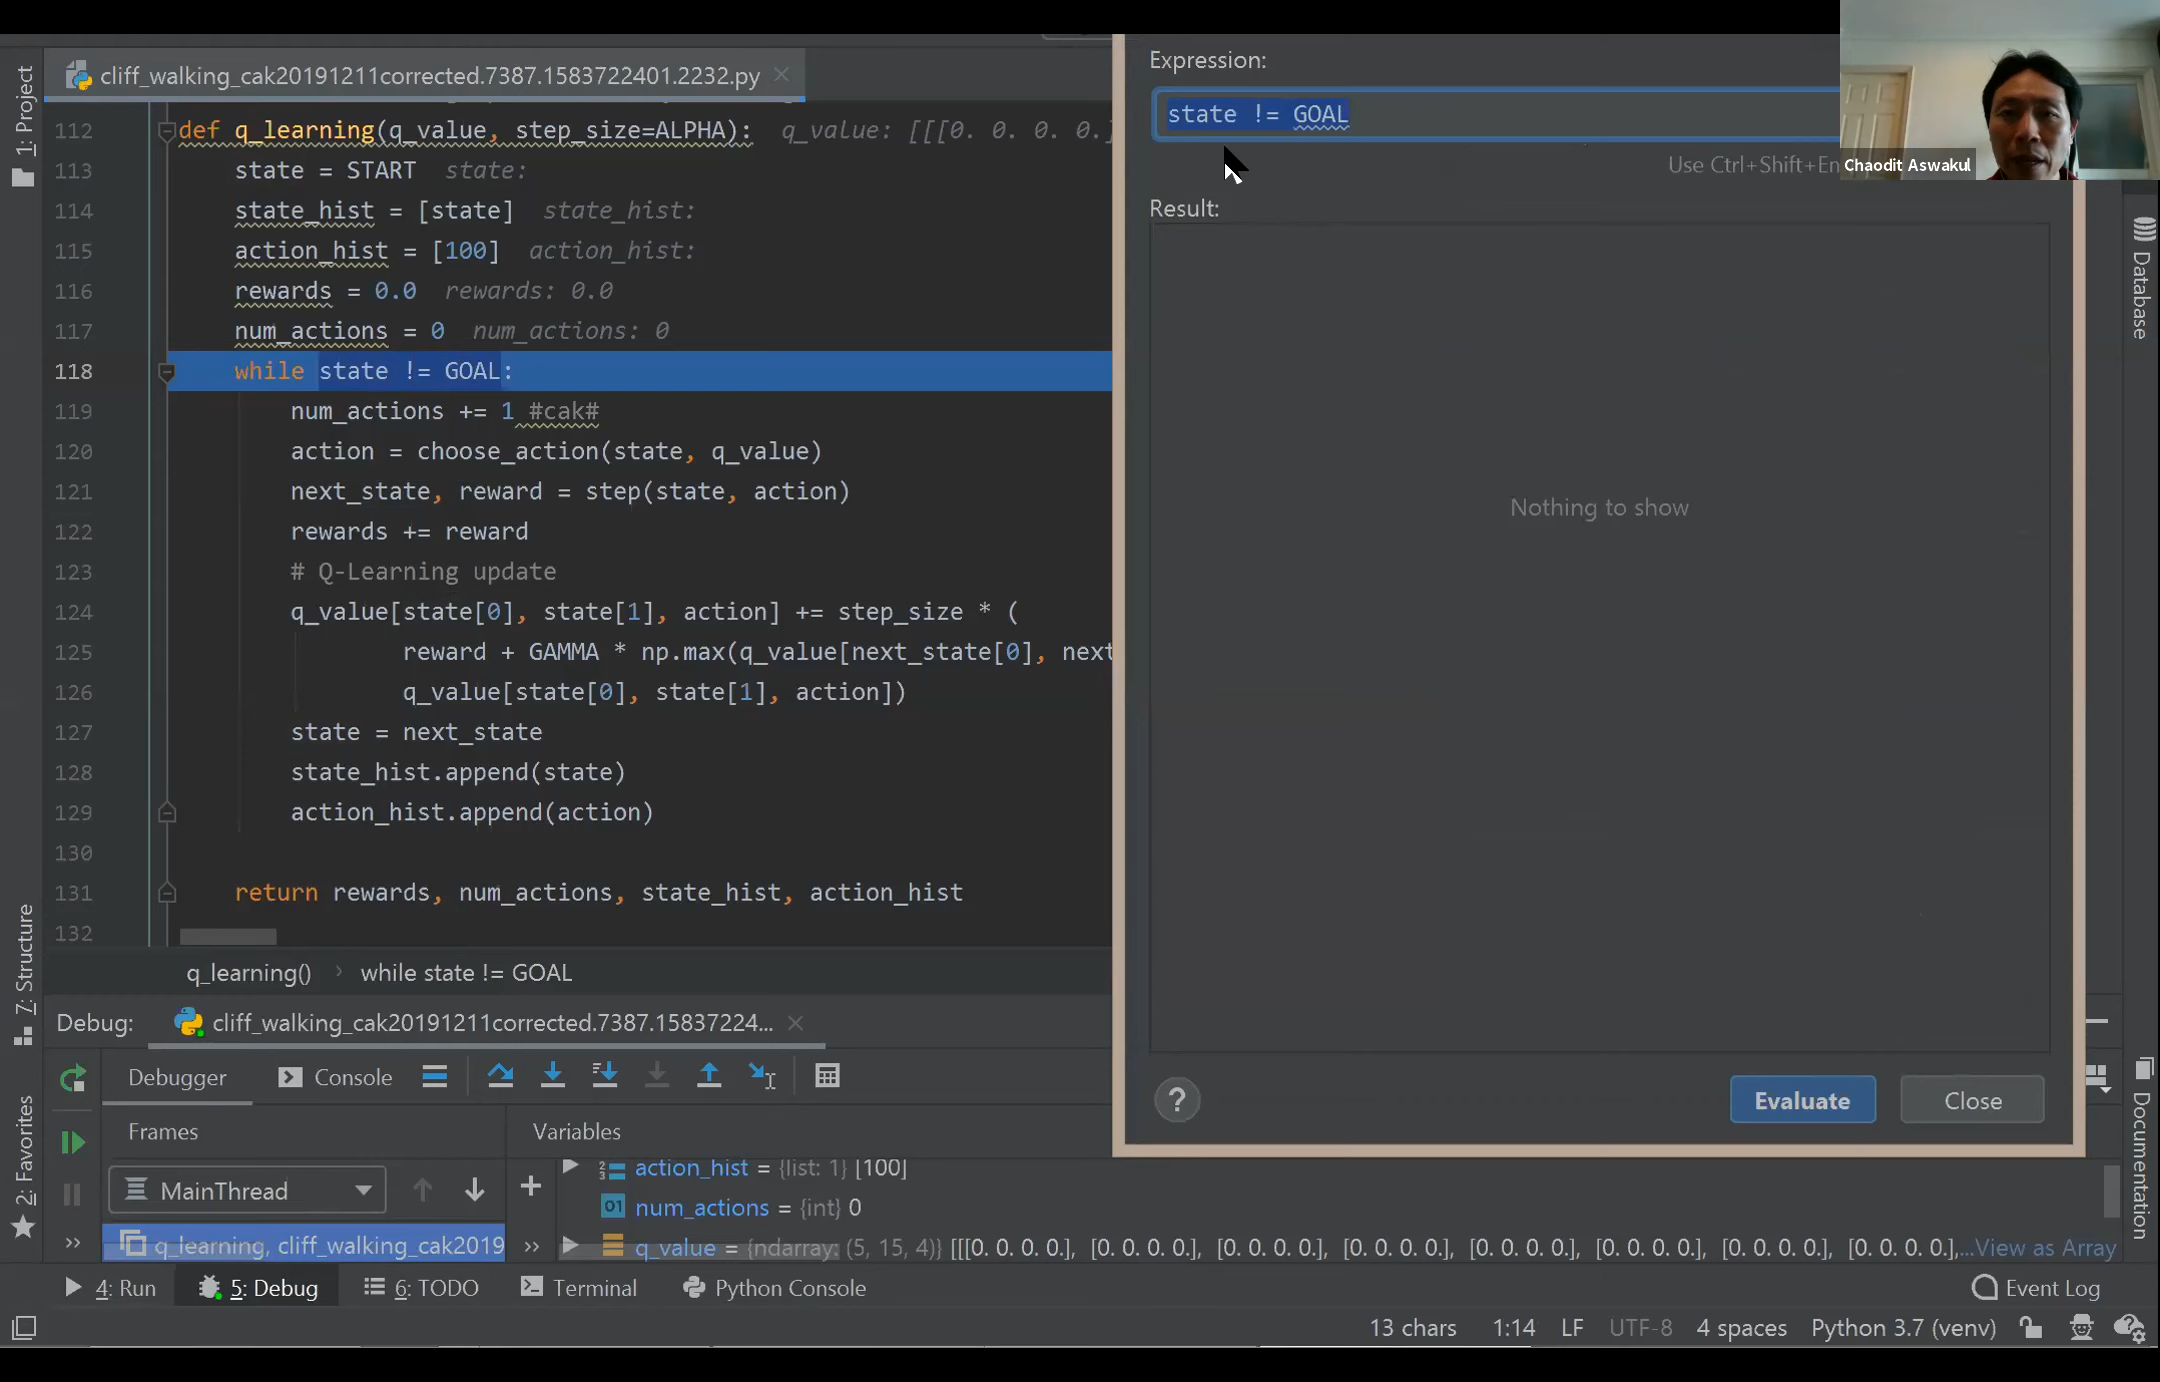 cliff_walking_cak20191211corrected.7387.1583722401.2232.py
1: Project
112 def q_learning(q_value, step_size=ALPHA): q_value: [[[0. 0. 0. 0.]
113 state = START state:
114 state_hist = [state] state_hist:
115 action_hist = [100] action_hist:
116 rewards = 0.0 rewards: 0.0
117 num_actions = 0 num_actions: 0
118 while state != GOAL:
119 num_actions += 1 #cak#
120 action = choose_action(state, q_value)
121 next_state, reward = step(state, action)
122 rewards += reward
123 # Q-Learning update
124 q_value[state[0], state[1], action] += step_size * (
125 reward + GAMMA * np.max(q_value[next_state[0], next
126 q_value[state[0], state[1], action])
127 state = next_state
128 state_hist.append(state)
129 action_hist.append(action)
130
131 return rewards, num_actions, state_hist, action_hist
132
q_learning() › while state != GOAL
Expression:
state != GOAL
Use Ctrl+Shift+En
Chaodit Aswakul
Result:
Nothing to show
? Evaluate Close
Database
Documentation
7: Structure
2: Favorites
Debug: cliff_walking_cak20191211corrected.7387.15837224...
Debugger Console
Frames Variables
MainThread
q_learning, cliff_walking_cak2019
action_hist = {list: 1} [100]
num_actions = {int} 0
q_value = {ndarray: (5, 15, 4)} [[[0. 0. 0. 0.], [0. 0. 0. 0.], [0. 0. 0. 0.], [0. 0. 0. 0.], [0. 0. 0. 0.], [0. 0. 0. 0.], [0. 0. 0. 0.], [0. 0. 0. 0.],...View as Array
4: Run 5: Debug 6: TODO Terminal Python Console Event Log
13 chars 1:14 LF UTF-8 4 spaces Python 3.7 (venv)